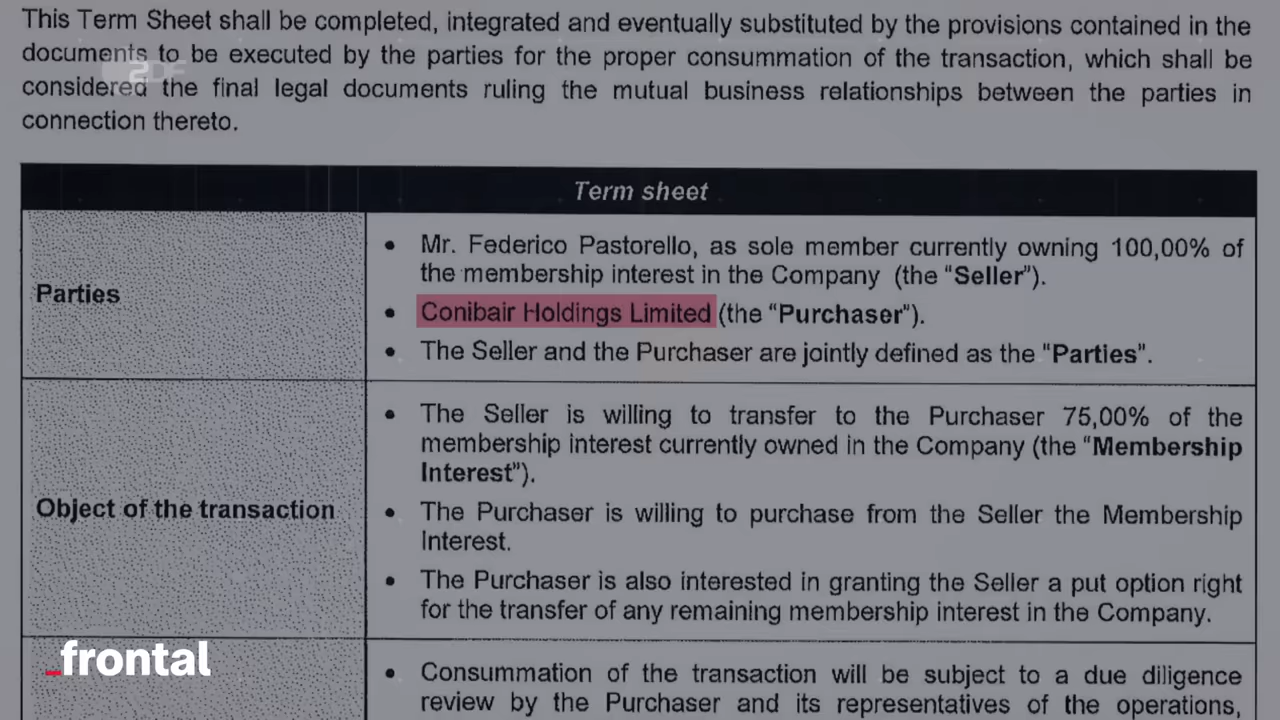 This Term Sheet shall be completed, integrated and eventually substituted by the provisions contained in the
documents to be executed by the parties for the proper consummation of the transaction, which shall be
considered the final legal documents ruling the mutual business relationships between the parties in
connection thereto.
ZDF
Term sheet
Parties
• Mr. Federico Pastorello, as sole member currently owning 100,00% of
the membership interest in the Company (the “Seller”).
• Conibair Holdings Limited (the “Purchaser”).
• The Seller and the Purchaser are jointly defined as the “Parties”.
Object of the transaction
• The Seller is willing to transfer to the Purchaser 75,00% of the
membership interest currently owned in the Company (the “Membership
Interest”).
• The Purchaser is willing to purchase from the Seller the Membership
Interest.
• The Purchaser is also interested in granting the Seller a put option right
for the transfer of any remaining membership interest in the Company.
• Consummation of the transaction will be subject to a due diligence
review by the Purchaser and its representatives of the operations,
_frontal